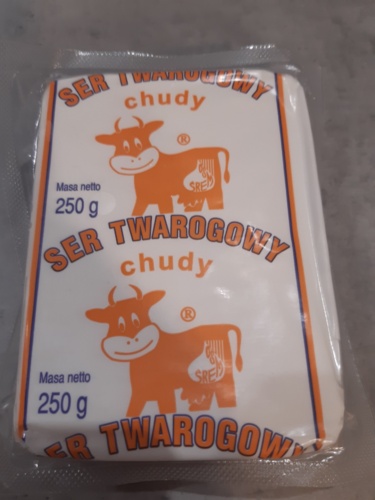 SER TWAROGOWY
chudy
®
Masa netto
250 g
SER TWAROGOWY
chudy
®
Masa netto
250 g
SER TWAROGOWY